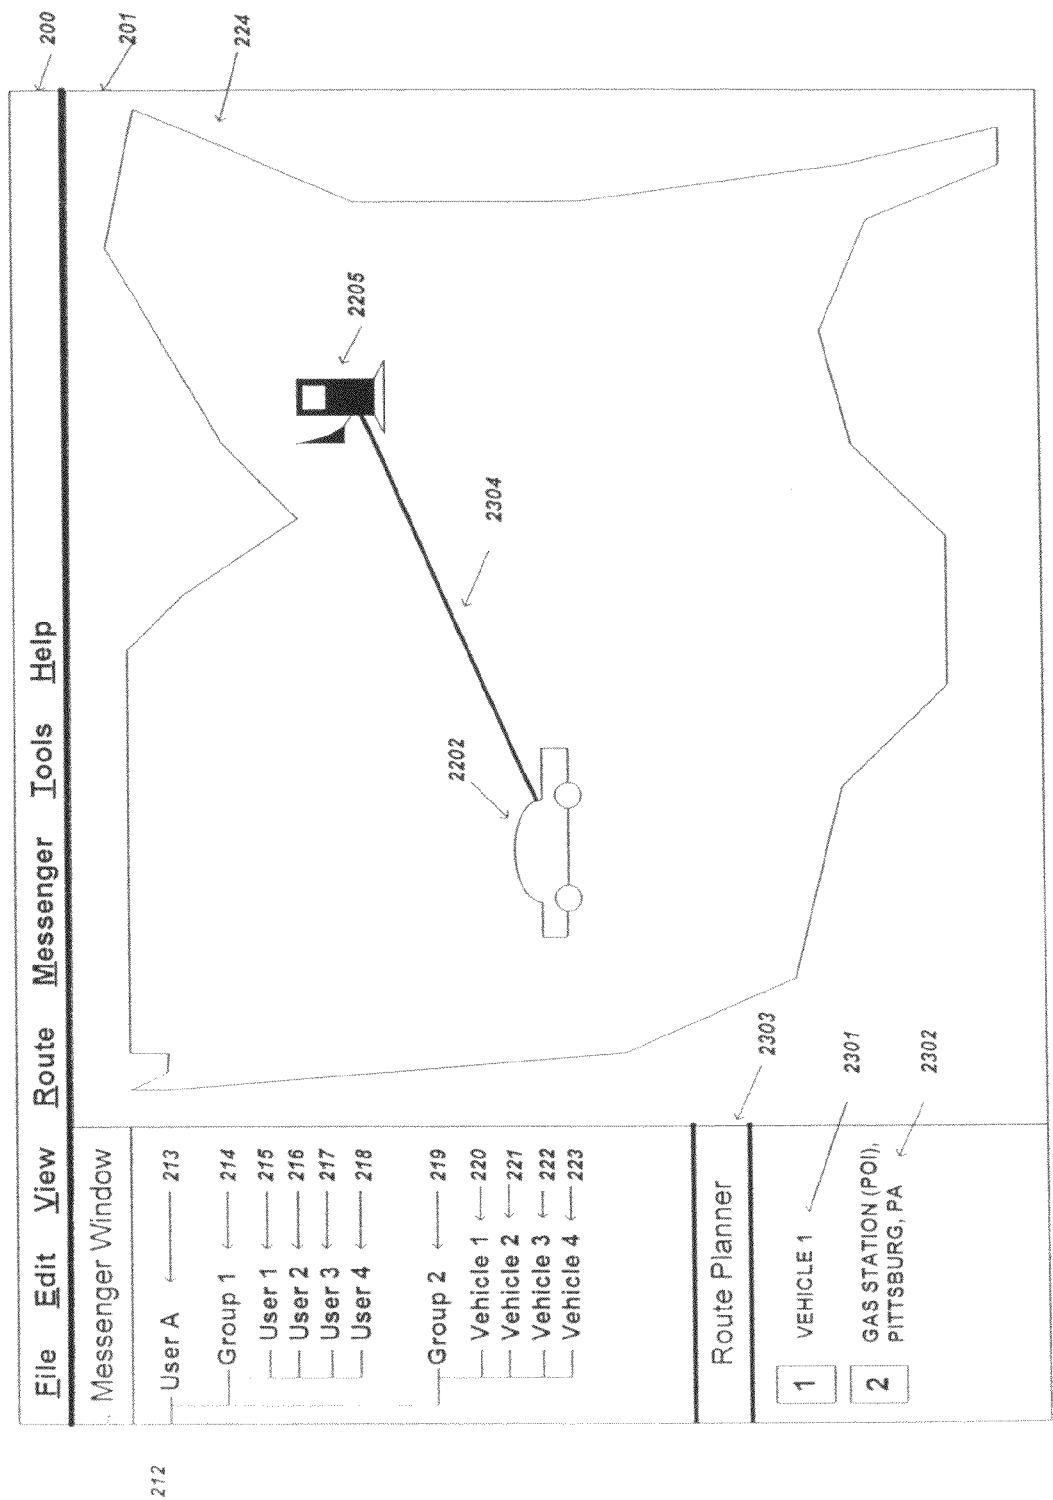 File Edit View Route Messenger Tools Help
200
201
224
Messenger Window
212
User A 213
Group 1 214
User 1 215
User 2 216
User 3 217
User 4 218
Group 2 219
Vehicle 1 220
Vehicle 2 221
Vehicle 3 222
Vehicle 4 223
2205
2304
2202
Route Planner
2303
1 VEHICLE 1
2301
2 GAS STATION (POI),
PITTSBURG, PA
2302